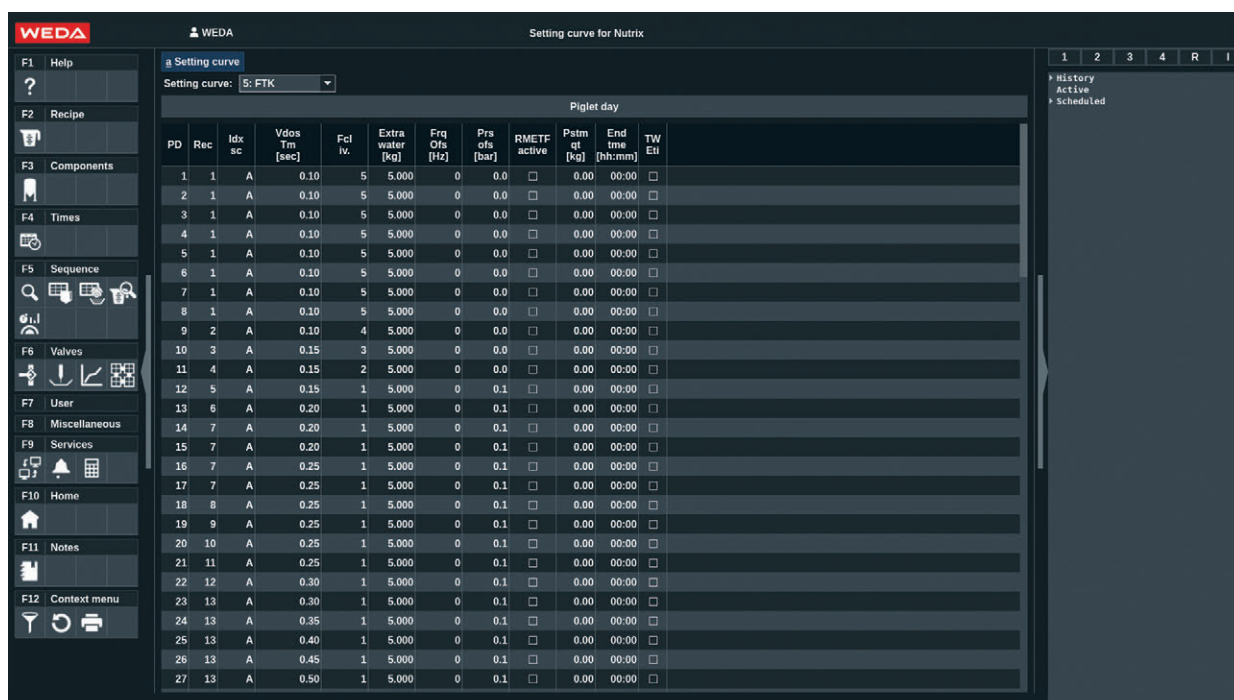 WEDA
WEDA
Setting curve for Nutrix
F1 Help
F2 Recipe
F3 Components
F4 Times
F5 Sequence
F6 Valves
F7 User
F8 Miscellaneous
F9 Services
F10 Home
F11 Notes
F12 Context menu
a Setting curve
Setting curve: 5: FTK
Piglet day
PD Rec Idx sc Vdos Tm [sec] Fcl iv. Extra water [kg] Frq Ofs [Hz] Prs ofs [bar] RMETF active Pstm qt [kg] End tme [hh:mm] TW Eti
1 1 A 0.10 5 5.000 0 0.0 0.00 00:00
2 1 A 0.10 5 5.000 0 0.0 0.00 00:00
3 1 A 0.10 5 5.000 0 0.0 0.00 00:00
4 1 A 0.10 5 5.000 0 0.0 0.00 00:00
5 1 A 0.10 5 5.000 0 0.0 0.00 00:00
6 1 A 0.10 5 5.000 0 0.0 0.00 00:00
7 1 A 0.10 5 5.000 0 0.0 0.00 00:00
8 1 A 0.10 5 5.000 0 0.0 0.00 00:00
9 2 A 0.10 4 5.000 0 0.0 0.00 00:00
10 3 A 0.15 3 5.000 0 0.0 0.00 00:00
11 4 A 0.15 2 5.000 0 0.0 0.00 00:00
12 5 A 0.15 1 5.000 0 0.1 0.00 00:00
13 6 A 0.20 1 5.000 0 0.1 0.00 00:00
14 7 A 0.20 1 5.000 0 0.1 0.00 00:00
15 7 A 0.20 1 5.000 0 0.1 0.00 00:00
16 7 A 0.25 1 5.000 0 0.1 0.00 00:00
17 7 A 0.25 1 5.000 0 0.1 0.00 00:00
18 8 A 0.25 1 5.000 0 0.1 0.00 00:00
19 9 A 0.25 1 5.000 0 0.1 0.00 00:00
20 10 A 0.25 1 5.000 0 0.1 0.00 00:00
21 11 A 0.25 1 5.000 0 0.1 0.00 00:00
22 12 A 0.30 1 5.000 0 0.1 0.00 00:00
23 13 A 0.30 1 5.000 0 0.1 0.00 00:00
24 13 A 0.35 1 5.000 0 0.1 0.00 00:00
25 13 A 0.40 1 5.000 0 0.1 0.00 00:00
26 13 A 0.45 1 5.000 0 0.1 0.00 00:00
27 13 A 0.50 1 5.000 0 0.1 0.00 00:00
1 2 3 4 R I
History
Active
Scheduled